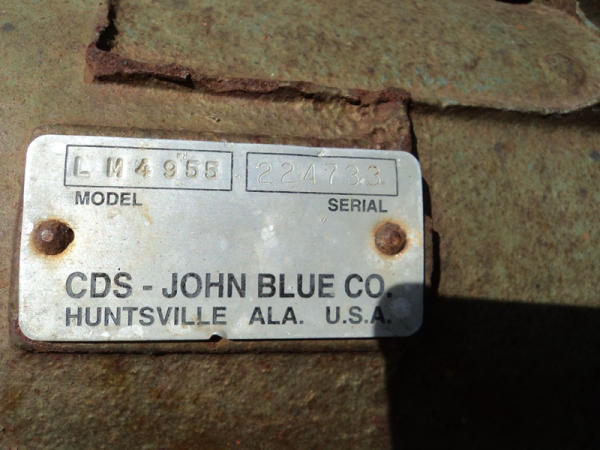 LM4955 224733
MODEL SERIAL
CDS - JOHN BLUE CO.
HUNTSVILLE ALA. U.S.A.